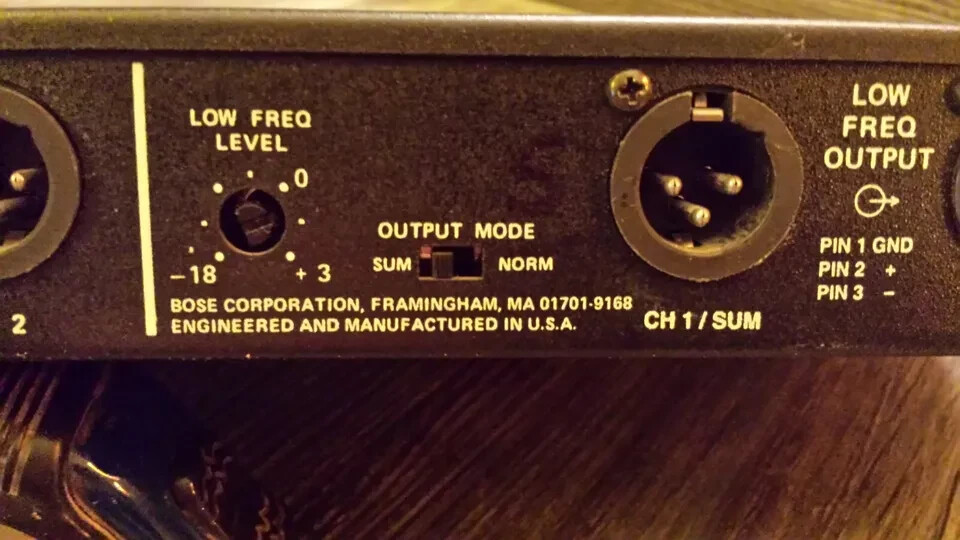 2
LOW FREQ
LEVEL
0
-18
+ 3
OUTPUT MODE
SUM
NORM
BOSE CORPORATION, FRAMINGHAM, MA 01701-9168
ENGINEERED AND MANUFACTURED IN U.S.A.
CH 1 / SUM
LOW
FREQ
OUTPUT
PIN 1 GND
PIN 2 +
PIN 3 -